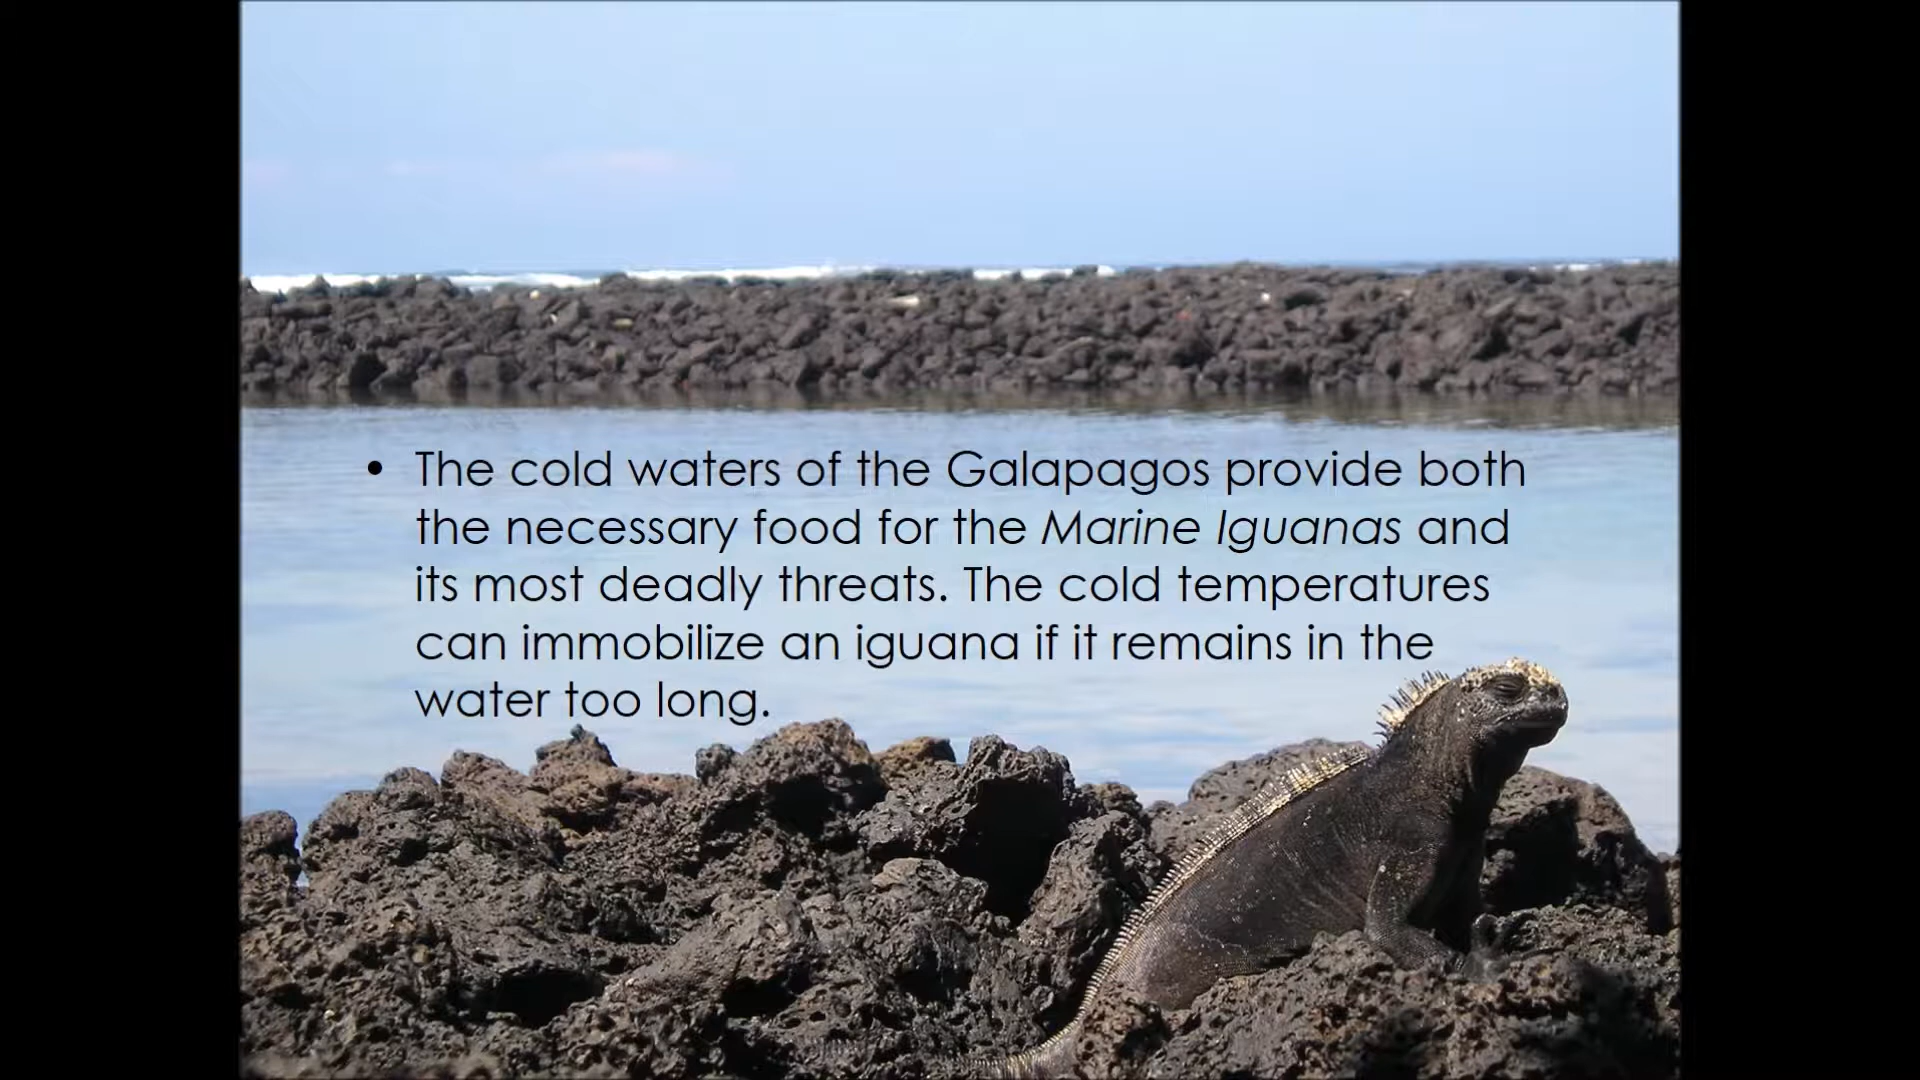 • The cold waters of the Galapagos provide both
the necessary food for the Marine Iguanas and
its most deadly threats. The cold temperatures
can immobilize an iguana if it remains in the
water too long.